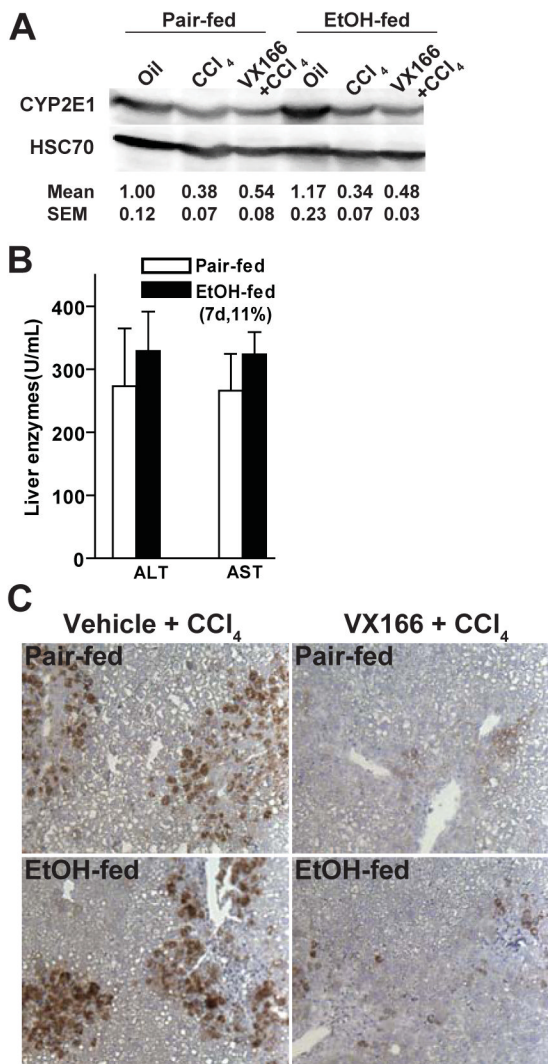 A
Pair-fed EtOH-fed
Oil CCl4 VX166 +CCl4 Oil CCl4 VX166 +CCl4
CYP2E1
HSC70
Mean 1.00 0.38 0.54 1.17 0.34 0.48
SEM 0.12 0.07 0.08 0.23 0.07 0.03
B
Pair-fed
EtOH-fed
(7d,11%)
Liver enzymes(U/mL)
400
300
200
100
0
ALT AST
C
Vehicle + CCl4 VX166 + CCl4
Pair-fed Pair-fed
EtOH-fed EtOH-fed